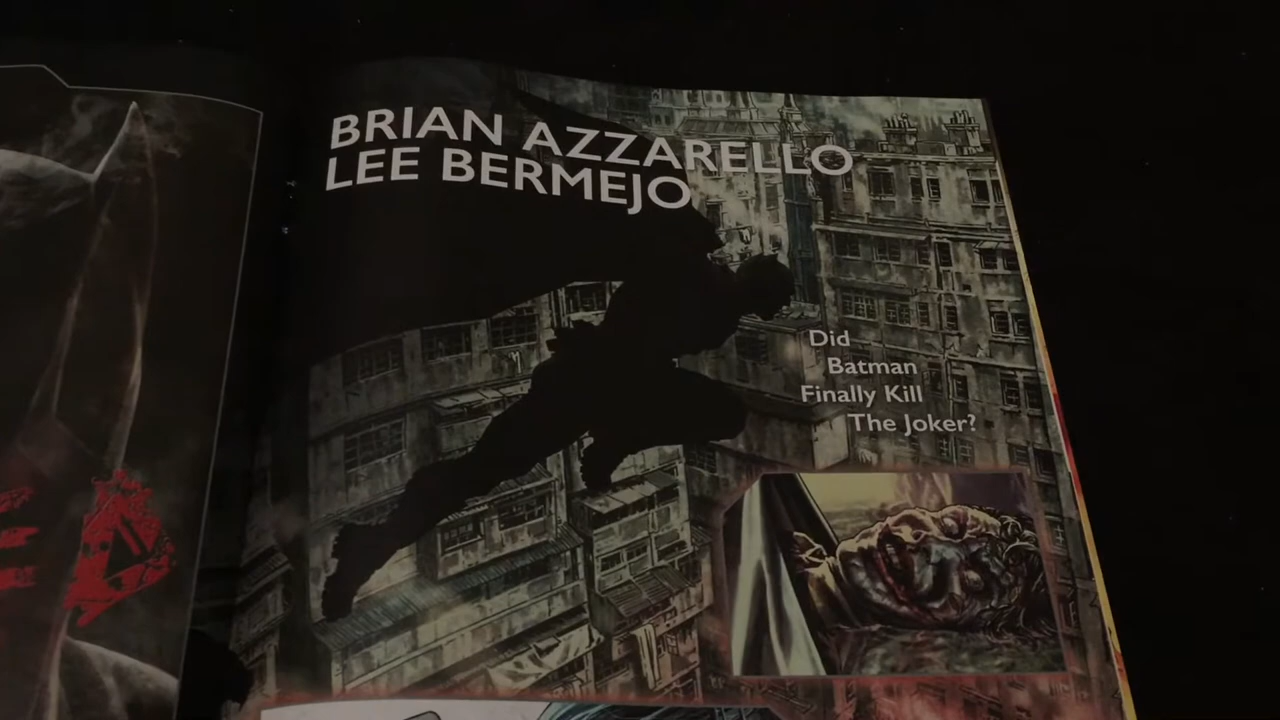 BRIAN AZZARELLO
LEE BERMEJO
Did
Batman
Finally Kill
The Joker?